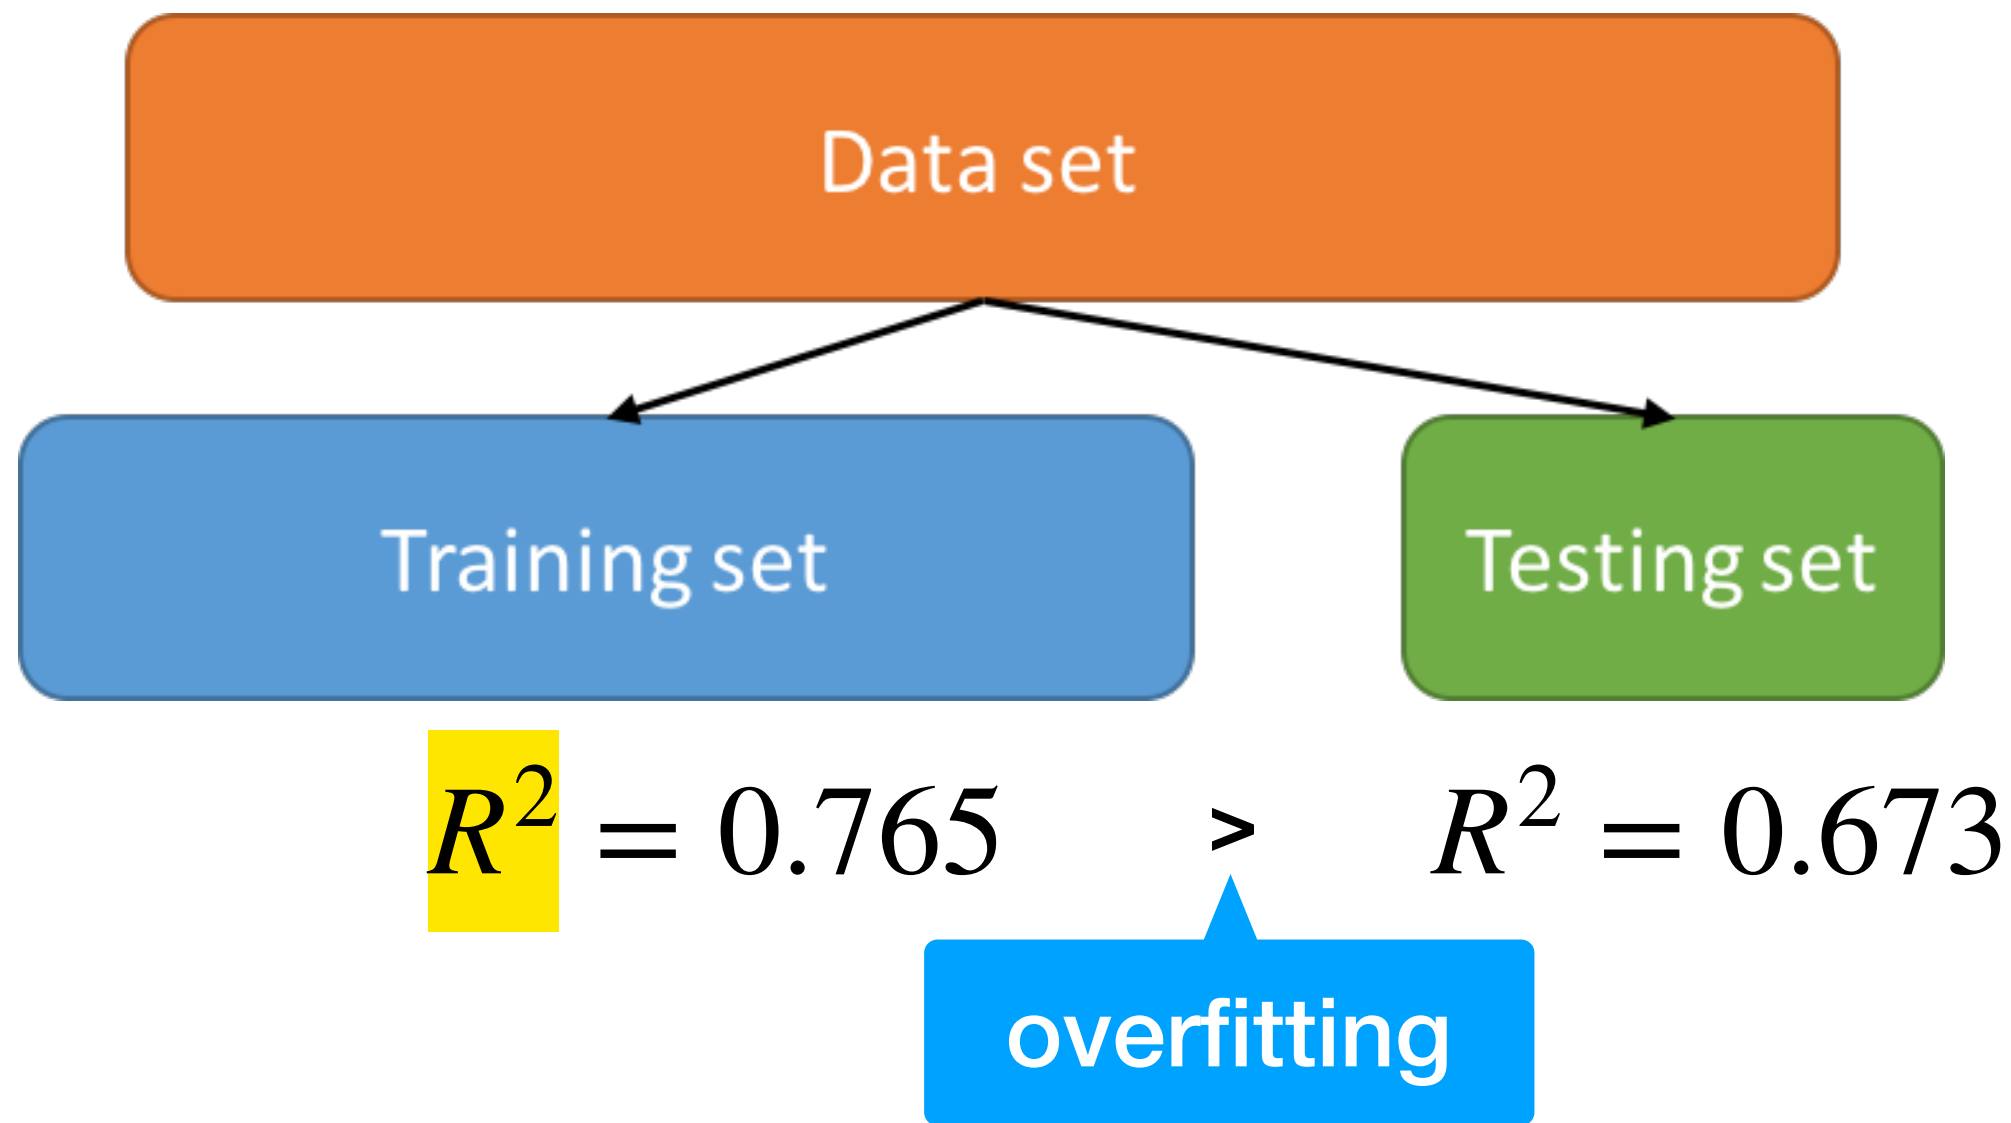 Data set
Training set
Testing set
R² = 0.765 > R² = 0.673
overfitting